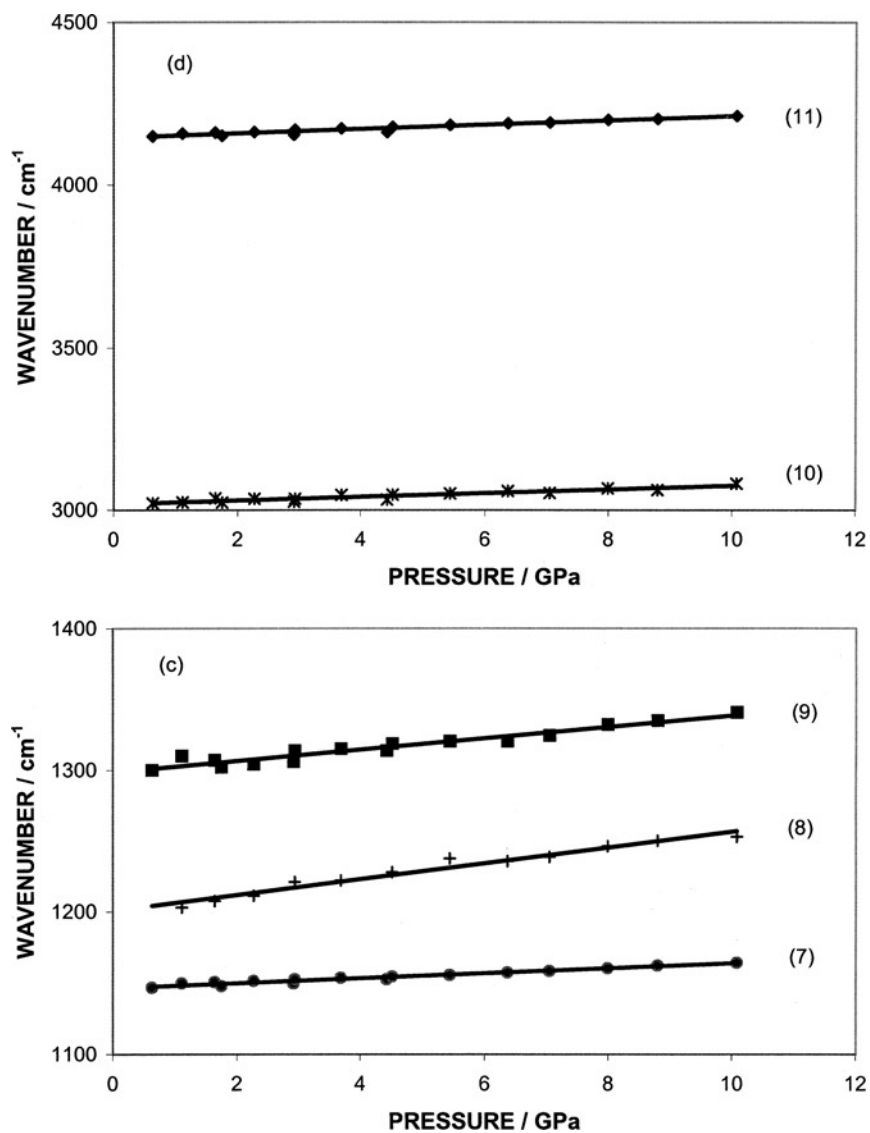 4500
(d)
(11)
4000
WAVENUMBER / cm-1
3500
(10)
3000
0 2 4 6 8 10 12
PRESSURE / GPa
1400
(c)
(9)
1300
WAVENUMBER / cm-1
(8)
1200
(7)
1100
0 2 4 6 8 10 12
PRESSURE / GPa